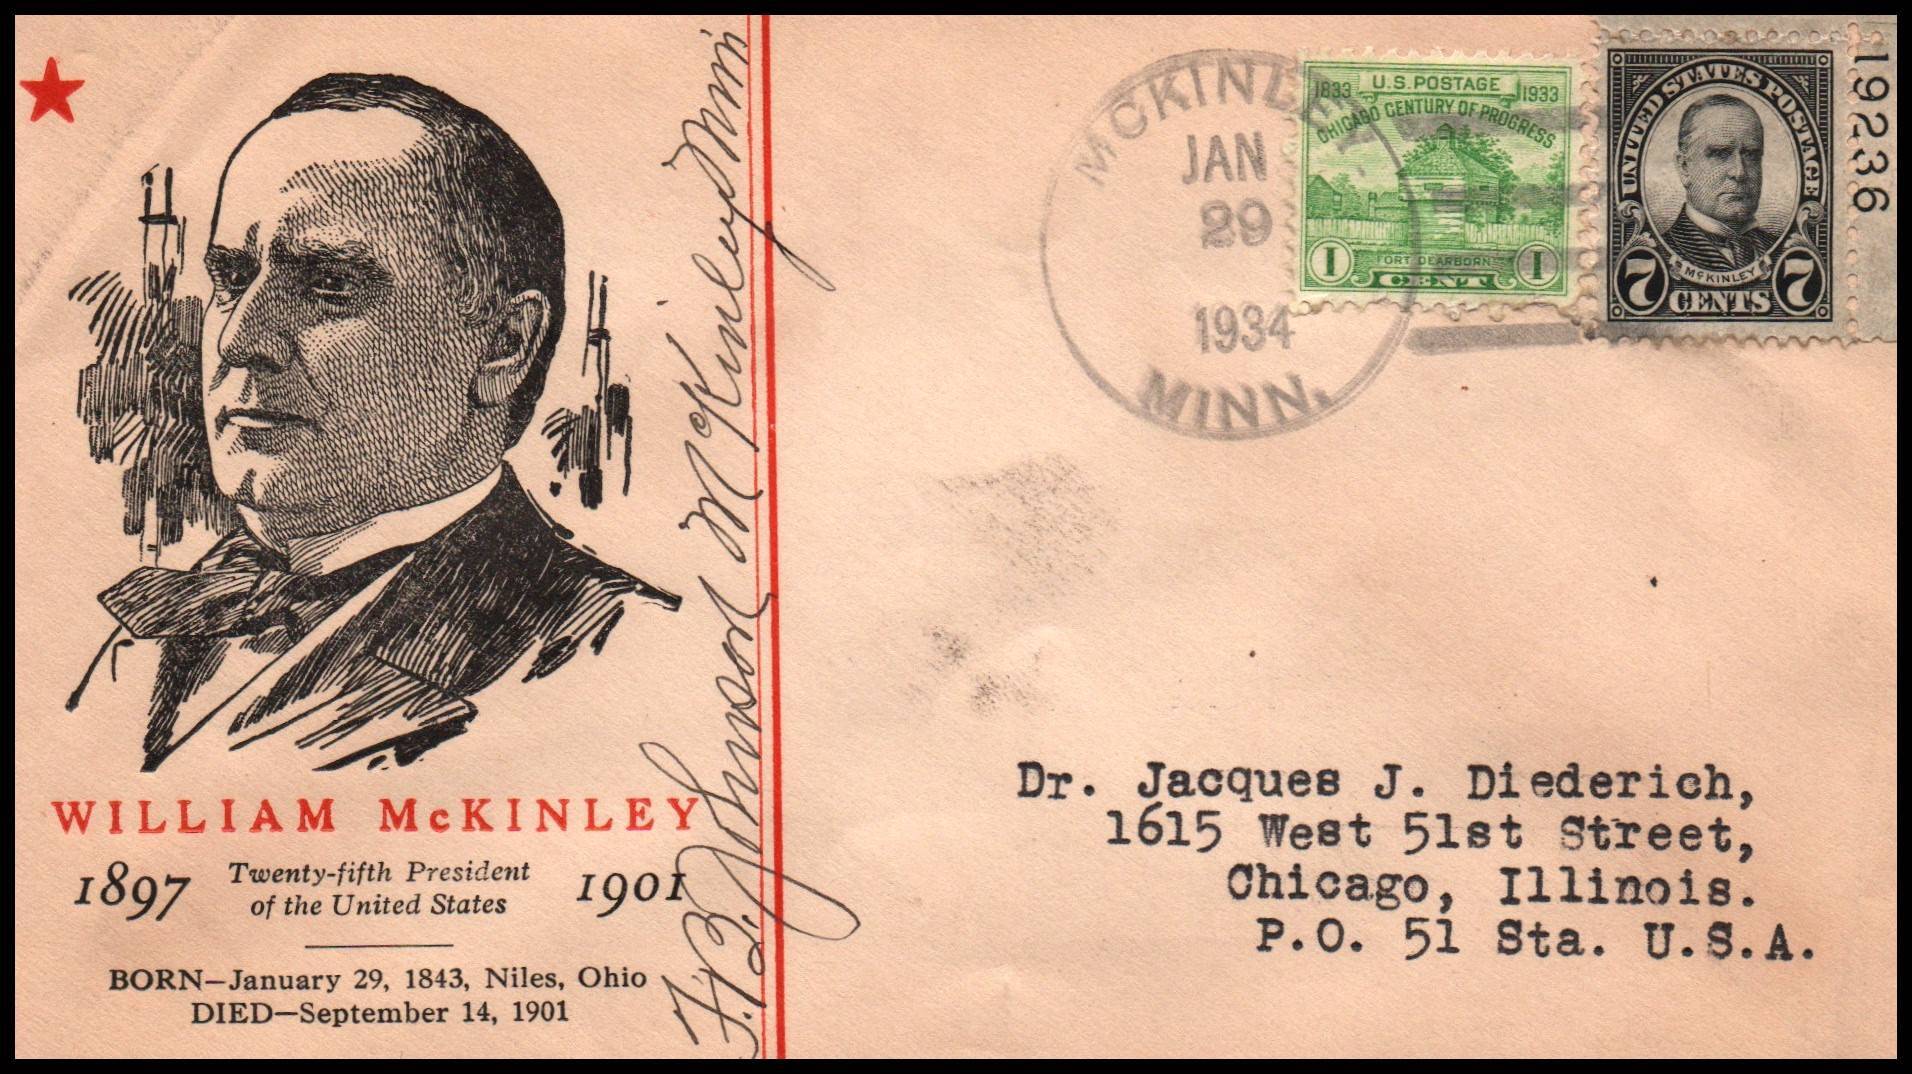 WILLIAM McKINLEY
1897 Twenty-fifth President of the United States 1901
BORN—January 29, 1843, Niles, Ohio
DIED—September 14, 1901
F.B. Johnson McKinley Minn
MCKINLEY.
JAN
29
1934
MINN.
1833 U.S. POSTAGE 1933
CHICAGO CENTURY OF PROGRESS
FORT DEARBORN
1 CENT 1
UNITED STATES POSTAGE
McKINLEY
7 CENTS 7
19236
Dr. Jacques J. Diederich,
1615 West 51st Street,
Chicago, Illinois.
P.O. 51 Sta. U.S.A.